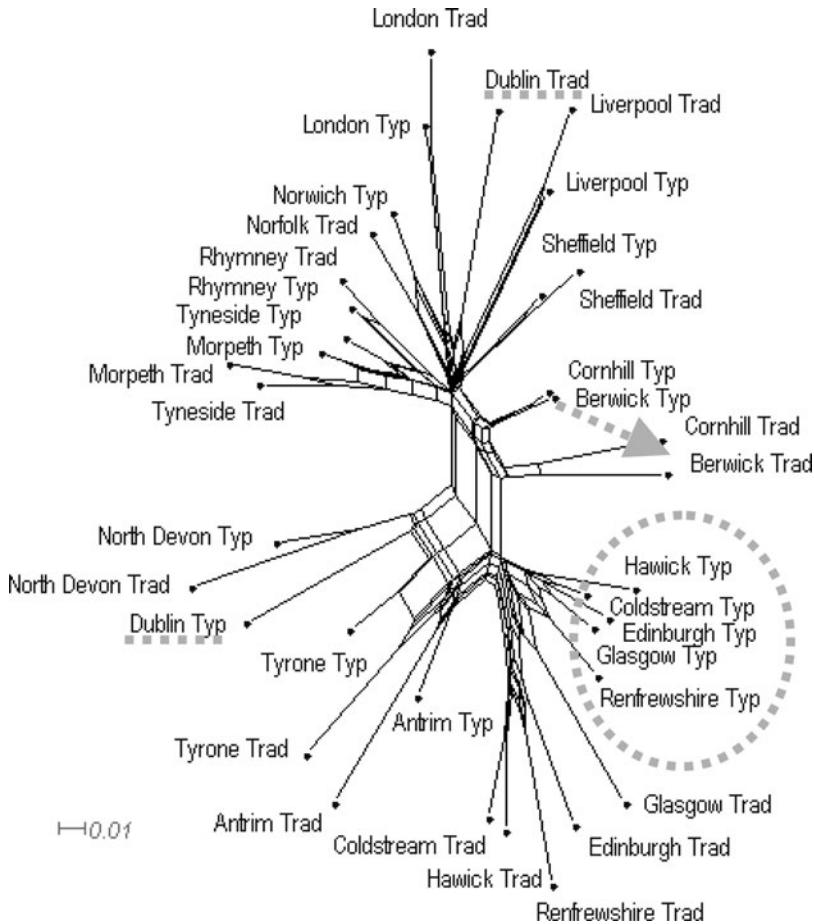 London Trad
Dublin Trad
Liverpool Trad
London Typ
Liverpool Typ
Norwich Typ
Norfolk Trad
Sheffield Typ
Rhymney Trad
Rhymney Typ
Sheffield Trad
Tyneside Typ
Morpeth Typ
Cornhill Typ
Morpeth Trad
Berwick Typ
Tyneside Trad
Cornhill Trad
Berwick Trad
North Devon Typ
Hawick Typ
North Devon Trad
Coldstream Typ
Dublin Typ
Edinburgh Typ
Tyrone Typ
Glasgow Typ
Renfrewshire Typ
Antrim Typ
Tyrone Trad
Glasgow Trad
Antrim Trad
0.01
Coldstream Trad
Edinburgh Trad
Hawick Trad
Renfrewshire Trad